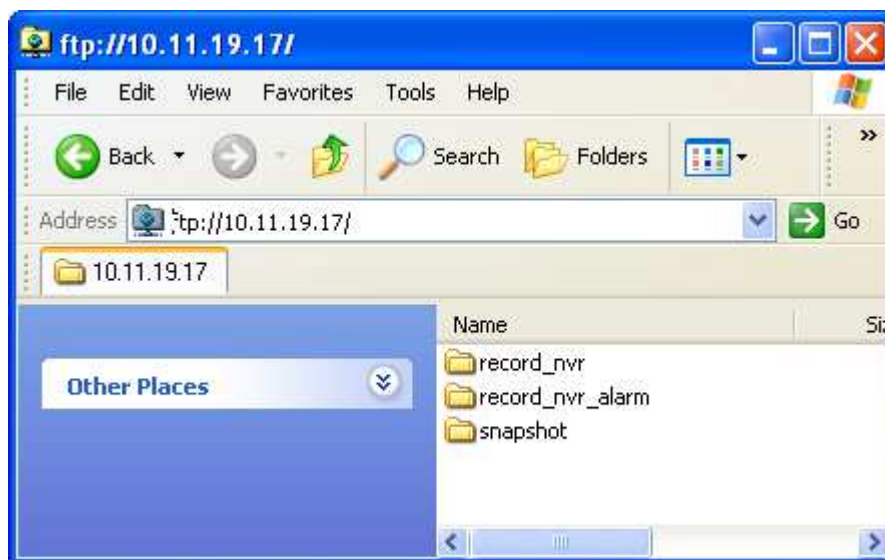 ftp://10.11.19.17/
File Edit View Favorites Tools Help
Back Search Folders »
Address tp://10.11.19.17/ Go
10.11.19.17
Name Siz
Other Places
record_nvr
record_nvr_alarm
snapshot